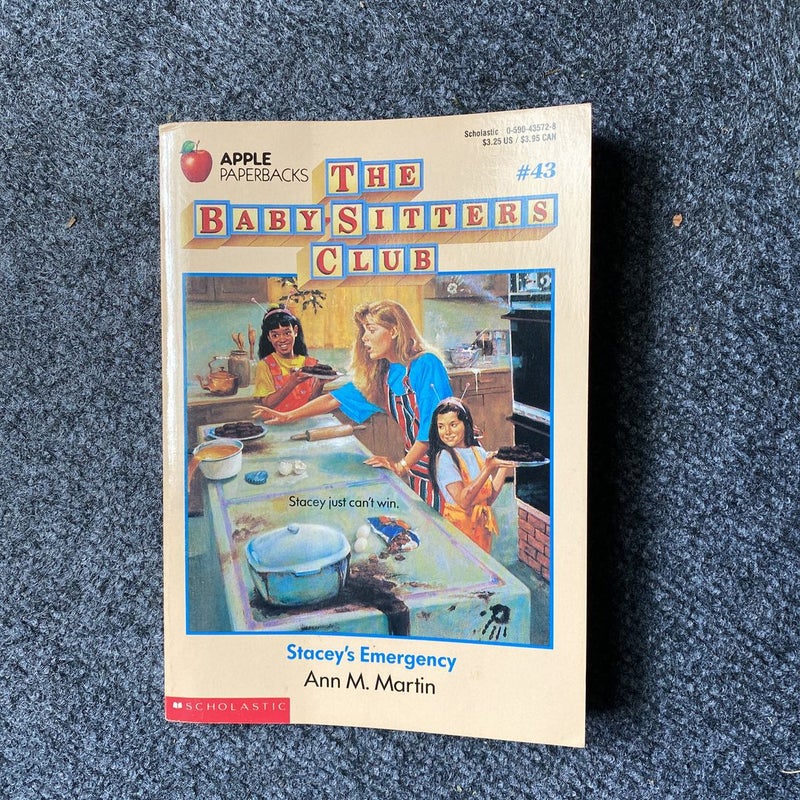 Scholastic 0-590-43572-8
$3.25 US / $3.95 CAN
APPLE
PAPERBACKS
#43
THE
BABY-SITTERS
CLUB
Stacey just can't win.
Stacey's Emergency
Ann M. Martin
SCHOLASTIC